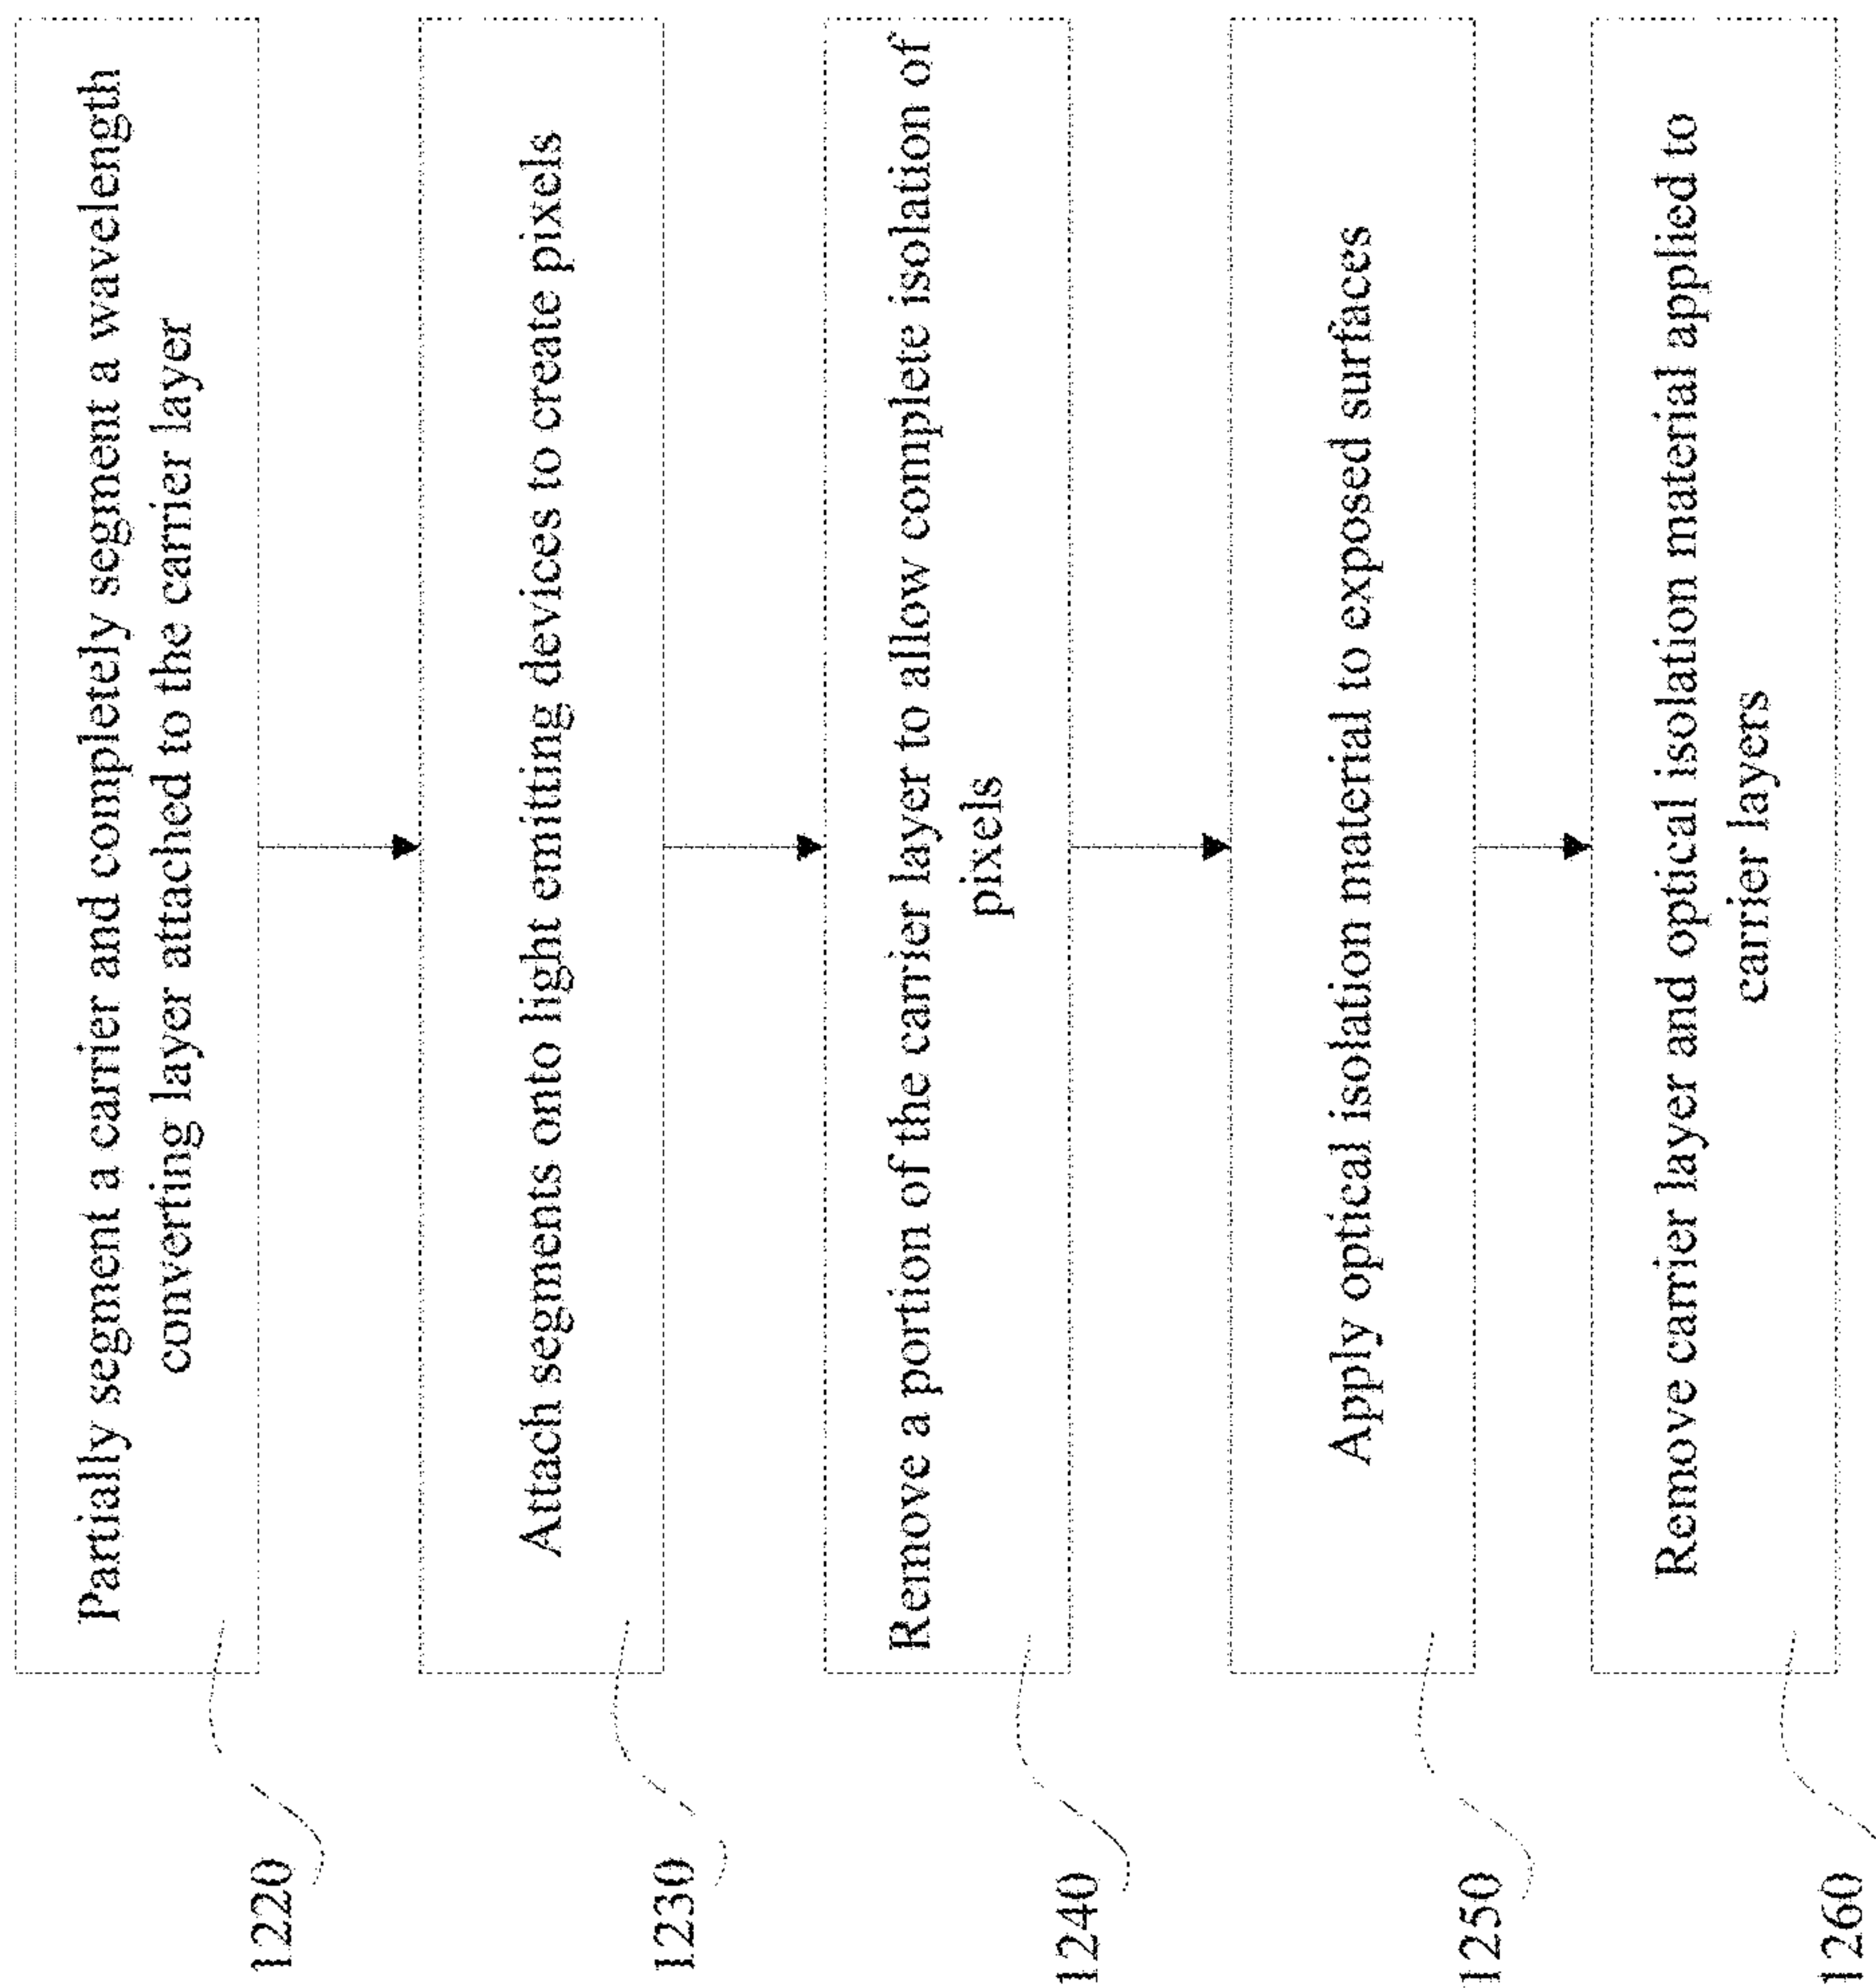 1220
Partially segment a carrier and completely segment a wavelength
converting layer attached to the carrier layer
1230
Attach segments onto light emitting devices to create pixels
1240
Remove a portion of the carrier layer to allow complete isolation of
pixels
1250
Apply optical isolation material to exposed surfaces
1260
Remove carrier layer and optical isolation material applied to
carrier layers